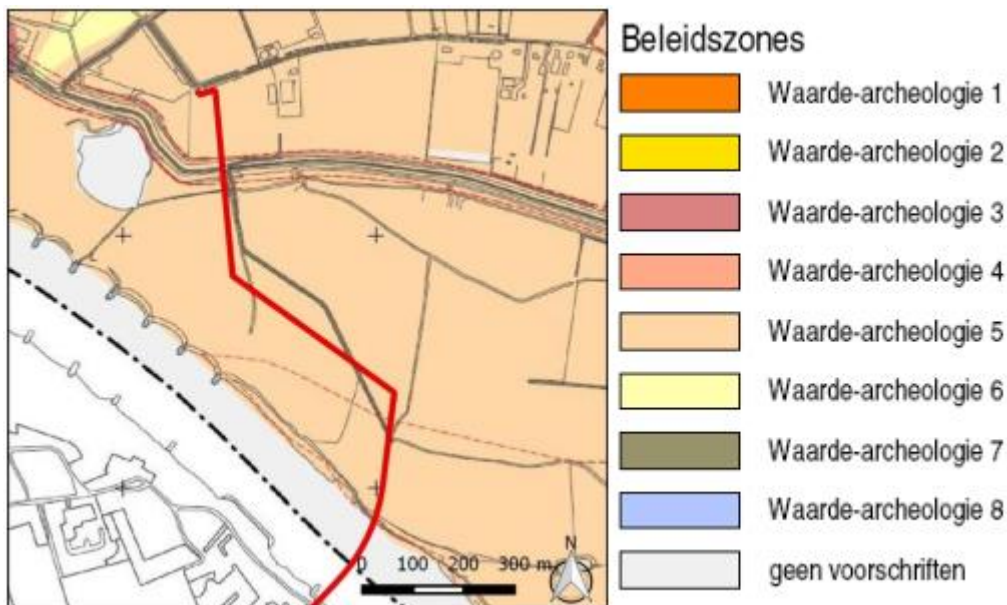 Beleidszones
Waarde-archeologie 1
Waarde-archeologie 2
Waarde-archeologie 3
Waarde-archeologie 4
Waarde-archeologie 5
Waarde-archeologie 6
Waarde-archeologie 7
Waarde-archeologie 8
geen voorschriften
0 100 200 300 m
N